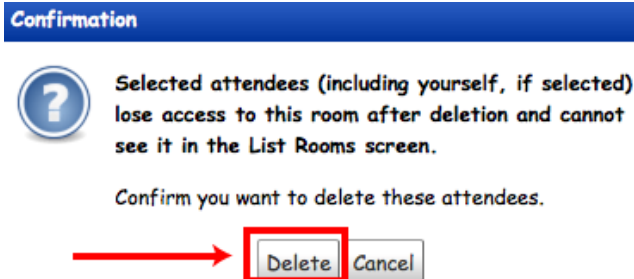 Confirmation
Selected attendees (including yourself, if selected)
lose access to this room after deletion and cannot
see it in the List Rooms screen.
Confirm you want to delete these attendees.
Delete Cancel